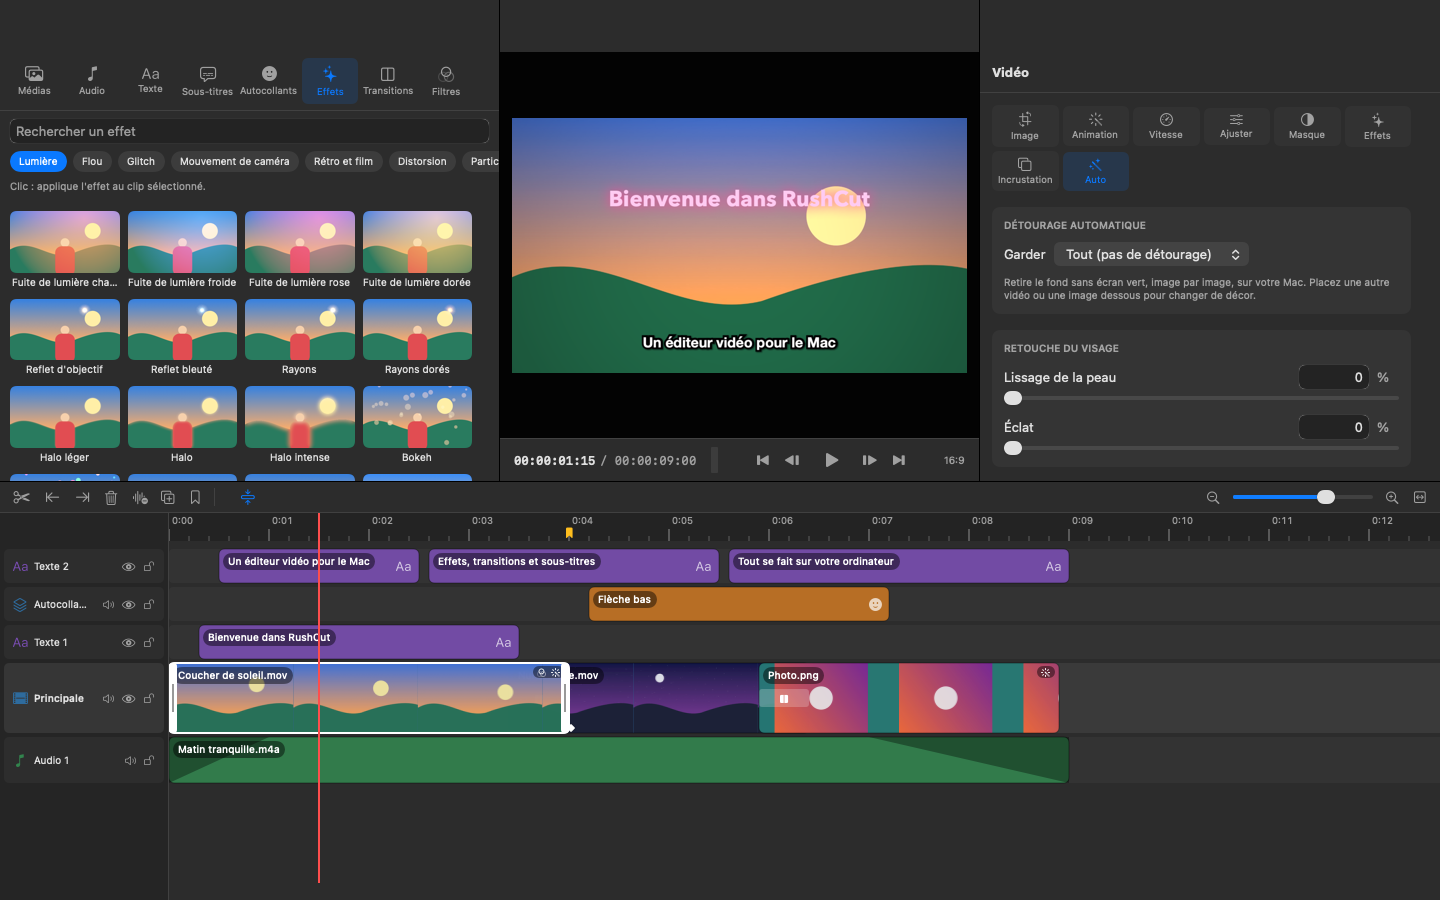 Médias
Audio
Texte
Sous-titres
Autocollants
Effets
Transitions
Filtres
Rechercher un effet
Lumière
Flou
Glitch
Mouvement de caméra
Rétro et film
Distorsion
Partic
Clic : applique l'effet au clip sélectionné.
Fuite de lumière cha...
Fuite de lumière froide
Fuite de lumière rose
Fuite de lumière dorée
Reflet d'objectif
Reflet bleuté
Rayons
Rayons dorés
Halo léger
Halo
Halo intense
Bokeh
Bienvenue dans RushCut
Un éditeur vidéo pour le Mac
00:00:01:15 / 00:00:09:00
16:9
Vidéo
Image
Animation
Vitesse
Ajuster
Masque
Effets
Incrustation
Auto
DÉTOURAGE AUTOMATIQUE
Garder
Tout (pas de détourage)
Retire le fond sans écran vert, image par image, sur votre Mac. Placez une autre
vidéo ou une image dessous pour changer de décor.
RETOUCHE DU VISAGE
Lissage de la peau
0 %
Éclat
0 %
0:00
0:01
0:02
0:03
0:04
0:05
0:06
0:07
0:08
0:09
0:10
0:11
0:12
Aa Texte 2
Un éditeur vidéo pour le Mac
Aa
Effets, transitions et sous-titres
Aa
Tout se fait sur votre ordinateur
Aa
Autocolla...
Flèche bas
Aa Texte 1
Bienvenue dans RushCut
Aa
Principale
Coucher de soleil.mov
e.mov
Photo.png
Audio 1
Matin tranquille.m4a